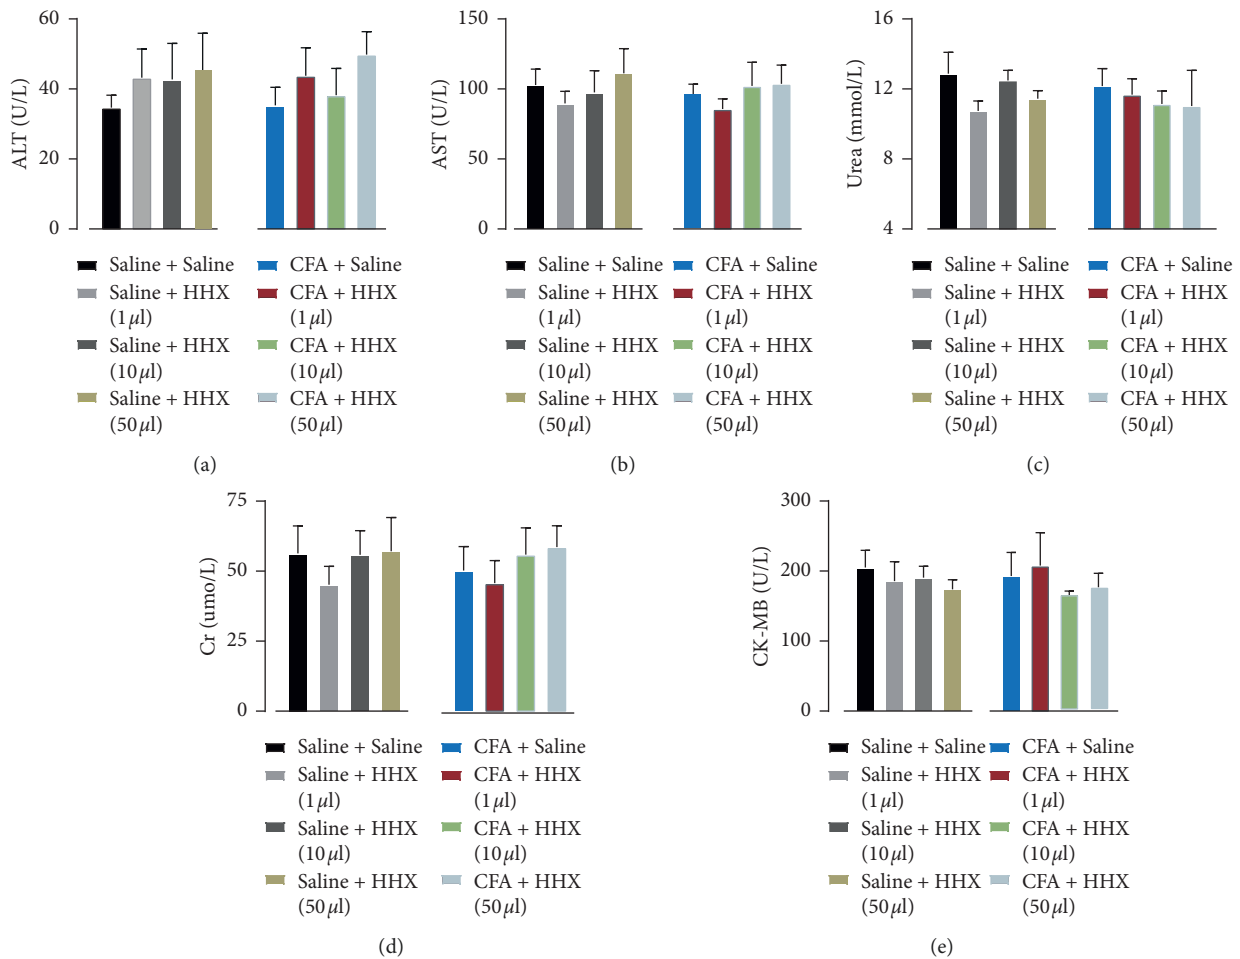 60
40
20
0
ALT (U/L)
Saline + Saline
Saline + HHX
(1 μl)
Saline + HHX
(10 μl)
Saline + HHX
(50 μl)
CFA + Saline
CFA + HHX
(1 μl)
CFA + HHX
(10 μl)
CFA + HHX
(50 μl)
(a)
150
100
50
0
AST (U/L)
Saline + Saline
Saline + HHX
(1 μl)
Saline + HHX
(10 μl)
Saline + HHX
(50 μl)
CFA + Saline
CFA + HHX
(1 μl)
CFA + HHX
(10 μl)
CFA + HHX
(50 μl)
(b)
16
12
8
4
Urea (mmol/L)
Saline + Saline
Saline + HHX
(1 μl)
Saline + HHX
(10 μl)
Saline + HHX
(50 μl)
CFA + Saline
CFA + HHX
(1 μl)
CFA + HHX
(10 μl)
CFA + HHX
(50 μl)
(c)
75
50
25
0
Cr (umo/L)
Saline + Saline
Saline + HHX
(1 μl)
Saline + HHX
(10 μl)
Saline + HHX
(50 μl)
CFA + Saline
CFA + HHX
(1 μl)
CFA + HHX
(10 μl)
CFA + HHX
(50 μl)
(d)
300
200
100
0
CK-MB (U/L)
Saline + Saline
Saline + HHX
(1 μl)
Saline + HHX
(10 μl)
Saline + HHX
(50 μl)
CFA + Saline
CFA + HHX
(1 μl)
CFA + HHX
(10 μl)
CFA + HHX
(50 μl)
(e)